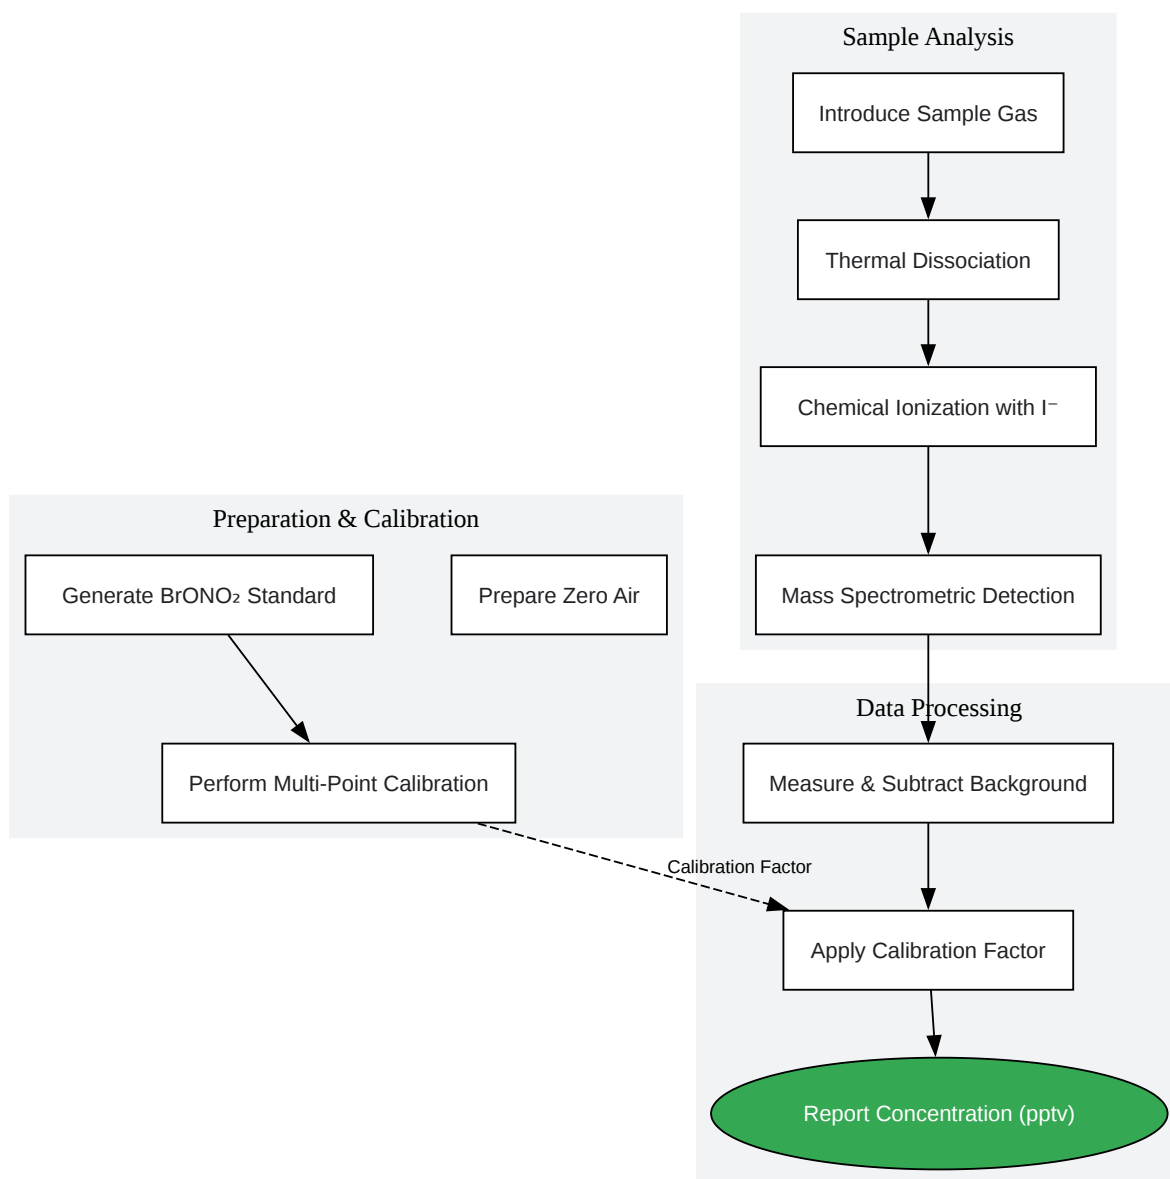 Sample Analysis
Introduce Sample Gas
Thermal Dissociation
Chemical Ionization with I⁻
Mass Spectrometric Detection
Preparation & Calibration
Generate BrONO₂ Standard
Prepare Zero Air
Perform Multi-Point Calibration
Calibration Factor
Data Processing
Measure & Subtract Background
Apply Calibration Factor
Report Concentration (pptv)